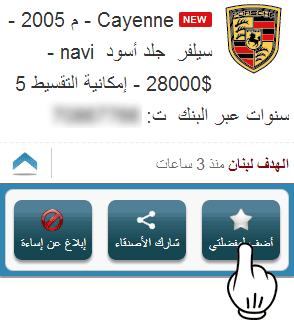 NEW Cayenne - م 2005 -
سيلفر جلد أسود navi -
28000$ - إمكانية التقسيط 5
سنوات عبر البنك ت:
الهدف لبنان منذ 3 ساعات
أضف لمفضلتي
شارك الأصدقاء
إبلاغ عن إساءة